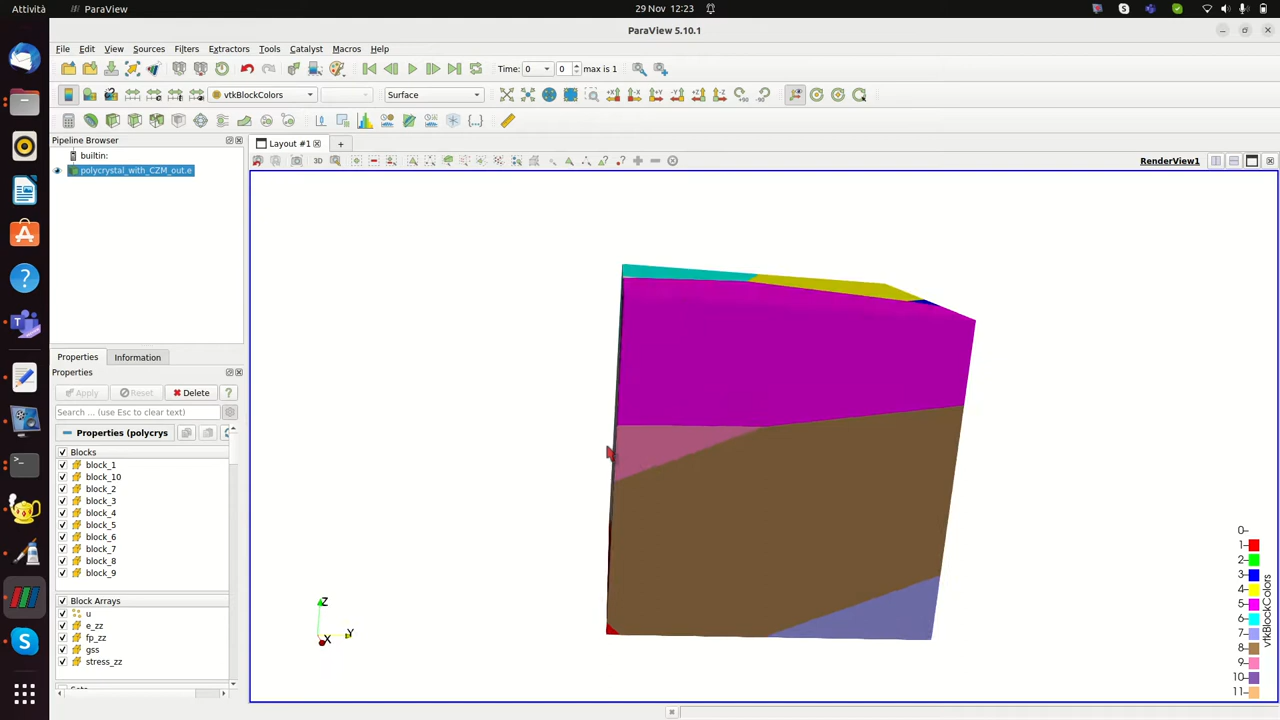 Attività
ParaView
29 Nov 12:23
ParaView 5.10.1
File Edit View Sources Filters Extractors Tools Catalyst Macros Help
Time: 0 0 max is 1
vtkBlockColors
Surface
+X -X +Y -Y +Z -Z +90 -90
Pipeline Browser
builtin:
polycrystal_with_CZM_out.e
Layout #1
+
3D
RenderView1
Properties Information
Properties
Apply Reset Delete ?
Search ... (use Esc to clear text)
Properties (polycrys
Blocks
block_1
block_10
block_2
block_3
block_4
block_5
block_6
block_7
block_8
block_9
Block Arrays
u
e_zz
fp_zz
gss
stress_zz
Z
Y
X
0
1
2
3
4
5
6
7
8
9
10
11
vtkBlockColors